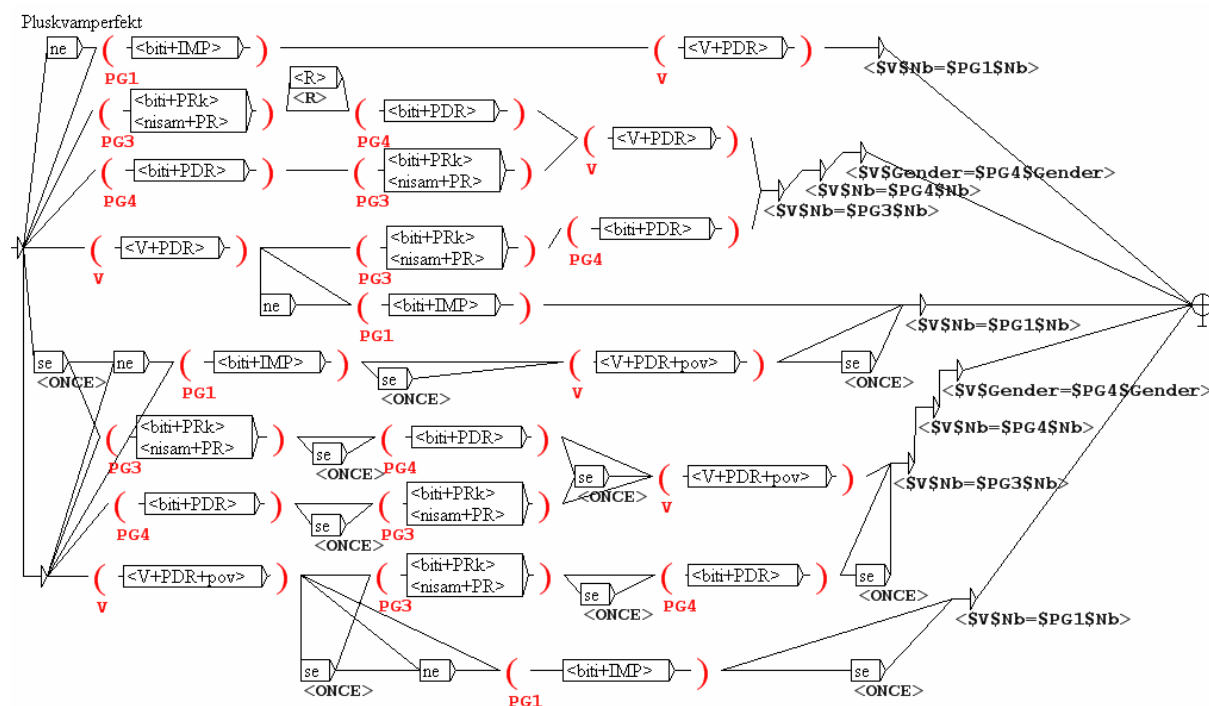 Pluskvamperfekt
ne ( <biti+IMP> ) ( <V+PDR> )
PG1 V <$V$Nb=$PG1$Nb>
<R>
<R>
( <biti+PRk> <nisam+PR> ) ( <biti+PDR> )
PG3 PG4
( <V+PDR> )
V
( <biti+PDR> ) ( <biti+PRk> <nisam+PR> )
PG4 PG3
<$V$Gender=$PG4$Gender>
<$V$Nb=$PG4$Nb>
<$V$Nb=$PG3$Nb>
( <V+PDR> ) ( <biti+PRk> <nisam+PR> ) ( <biti+PDR> )
V PG3 PG4
ne ( <biti+IMP> )
PG1 <$V$Nb=$PG1$Nb>
se ne ( <biti+IMP> ) se ( <V+PDR+pov> ) se
<ONCE> PG1 <ONCE> V <ONCE>
<$V$Gender=$PG4$Gender>
<$V$Nb=$PG4$Nb>
<$V$Nb=$PG3$Nb>
( <biti+PRk> <nisam+PR> ) se ( <biti+PDR> )
PG3 <ONCE> PG4
se ( <V+PDR+pov> )
<ONCE> V
( <biti+PDR> ) se ( <biti+PRk> <nisam+PR> )
PG4 <ONCE> PG3
( <V+PDR+pov> ) ( <biti+PRk> <nisam+PR> ) se ( <biti+PDR> ) se
V PG3 <ONCE> PG4 <ONCE>
<$V$Nb=$PG1$Nb>
se ne ( <biti+IMP> ) se
<ONCE> PG1 <ONCE>